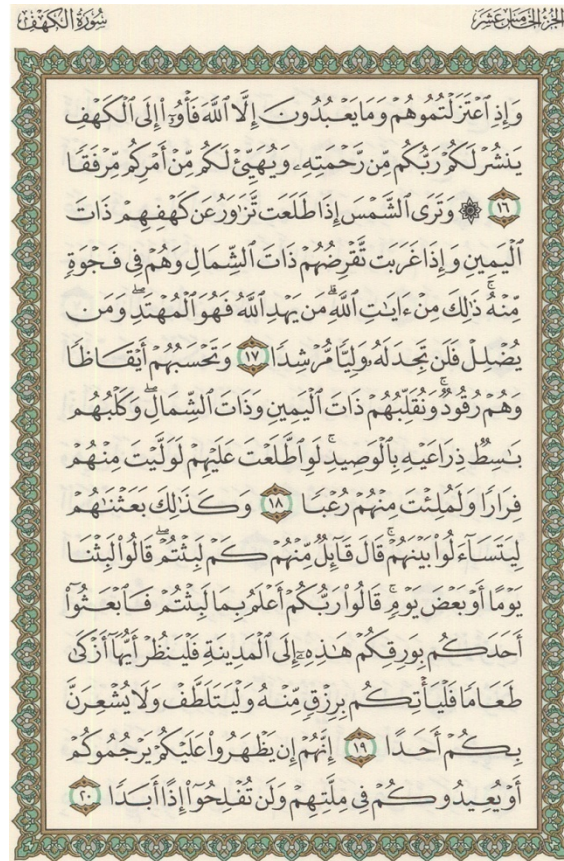 الجزء الخامس عشر
سُورَةُ الكَهْفِ
وَإِذِ ٱعْتَزَلْتُمُوهُمْ وَمَا يَعْبُدُونَ إِلَّا ٱللَّهَ فَأْوُۥٓا۟ إِلَى ٱلْكَهْفِ
يَنشُرْ لَكُمْ رَبُّكُم مِّن رَّحْمَتِهِۦ وَيُهَيِّئْ لَكُم مِّنْ أَمْرِكُم مِّرْفَقًا
١٦ ۞ وَتَرَى ٱلشَّمْسَ إِذَا طَلَعَت تَّزَٰوَرُ عَن كَهْفِهِمْ ذَاتَ
ٱلْيَمِينِ وَإِذَا غَرَبَت تَّقْرِضُهُمْ ذَاتَ ٱلشِّمَالِ وَهُمْ فِى فَجْوَةٍ
مِّنْهُ ۚ ذَٰلِكَ مِنْ ءَايَٰتِ ٱللَّهِ ۗ مَن يَهْدِ ٱللَّهُ فَهُوَ ٱلْمُهْتَدِ ۖ وَمَن
يُضْلِلْ فَلَن تَجِدَ لَهُۥ وَلِيًّا مُّرْشِدًا ١٧ وَتَحْسَبُهُمْ أَيْقَاظًا
وَهُمْ رُقُودٌ ۚ وَنُقَلِّبُهُمْ ذَاتَ ٱلْيَمِينِ وَذَاتَ ٱلشِّمَالِ ۖ وَكَلْبُهُم
بَٰسِطٌ ذِرَاعَيْهِ بِٱلْوَصِيدِ ۚ لَوِ ٱطَّلَعْتَ عَلَيْهِمْ لَوَلَّيْتَ مِنْهُمْ
فِرَارًا وَلَمُلِئْتَ مِنْهُمْ رُعْبًا ١٨ وَكَذَٰلِكَ بَعَثْنَٰهُمْ
لِيَتَسَآءَلُوا۟ بَيْنَهُمْ ۚ قَالَ قَآئِلٌ مِّنْهُمْ كَمْ لَبِثْتُمْ ۖ قَالُوا۟ لَبِثْنَا
يَوْمًا أَوْ بَعْضَ يَوْمٍ ۚ قَالُوا۟ رَبُّكُمْ أَعْلَمُ بِمَا لَبِثْتُمْ فَٱبْعَثُوٓا۟
أَحَدَكُم بِوَرِقِكُمْ هَٰذِهِۦٓ إِلَى ٱلْمَدِينَةِ فَلْيَنظُرْ أَيُّهَآ أَزْكَىٰ
طَعَامًا فَلْيَأْتِكُم بِرِزْقٍ مِّنْهُ وَلْيَتَلَطَّفْ وَلَا يُشْعِرَنَّ
بِكُمْ أَحَدًا ١٩ إِنَّهُمْ إِن يَظْهَرُوا۟ عَلَيْكُمْ يَرْجُمُوكُمْ
أَوْ يُعِيدُوكُمْ فِى مِلَّتِهِمْ وَلَن تُفْلِحُوٓا۟ إِذًا أَبَدًا ٢٠